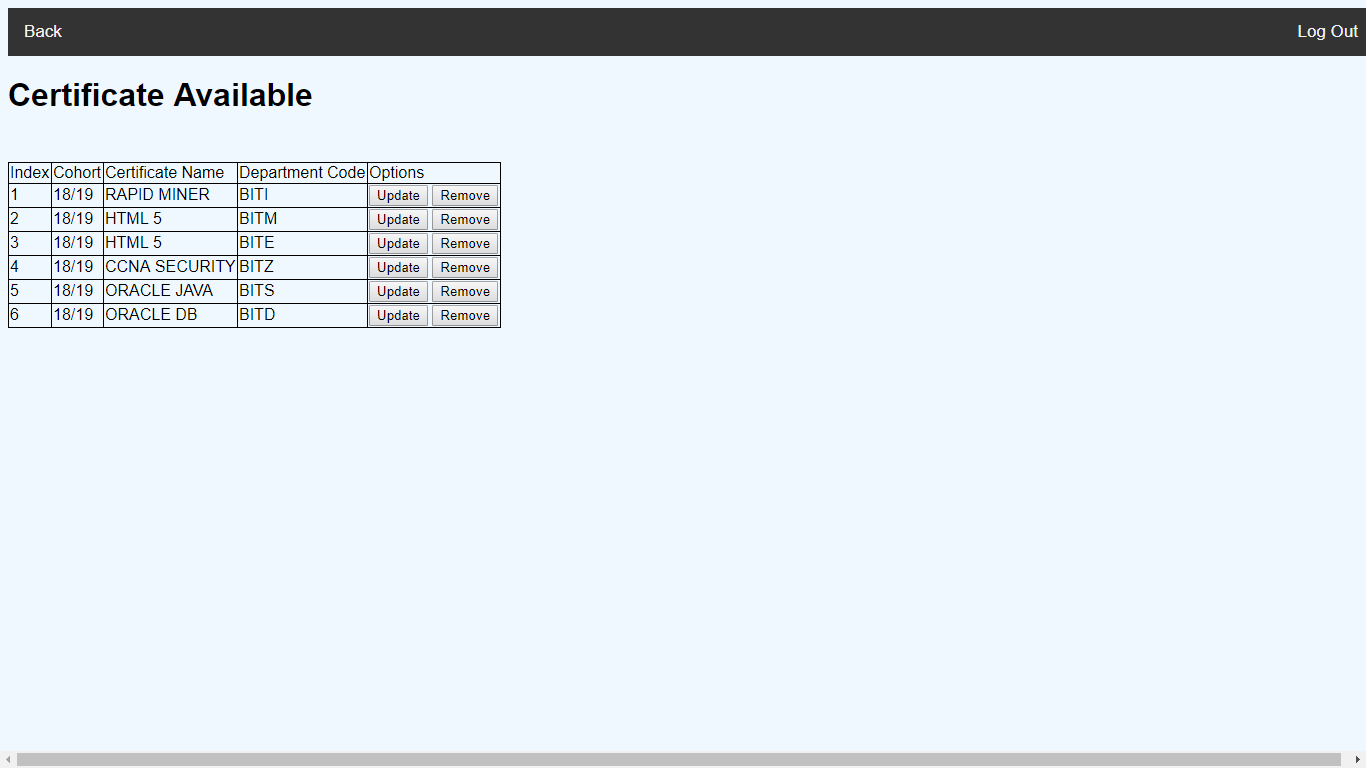 Back Log Out
Certificate Available
Index Cohort Certificate Name Department Code Options
1 18/19 RAPID MINER BITI Update Remove
2 18/19 HTML 5 BITM Update Remove
3 18/19 HTML 5 BITE Update Remove
4 18/19 CCNA SECURITY BITZ Update Remove
5 18/19 ORACLE JAVA BITS Update Remove
6 18/19 ORACLE DB BITD Update Remove